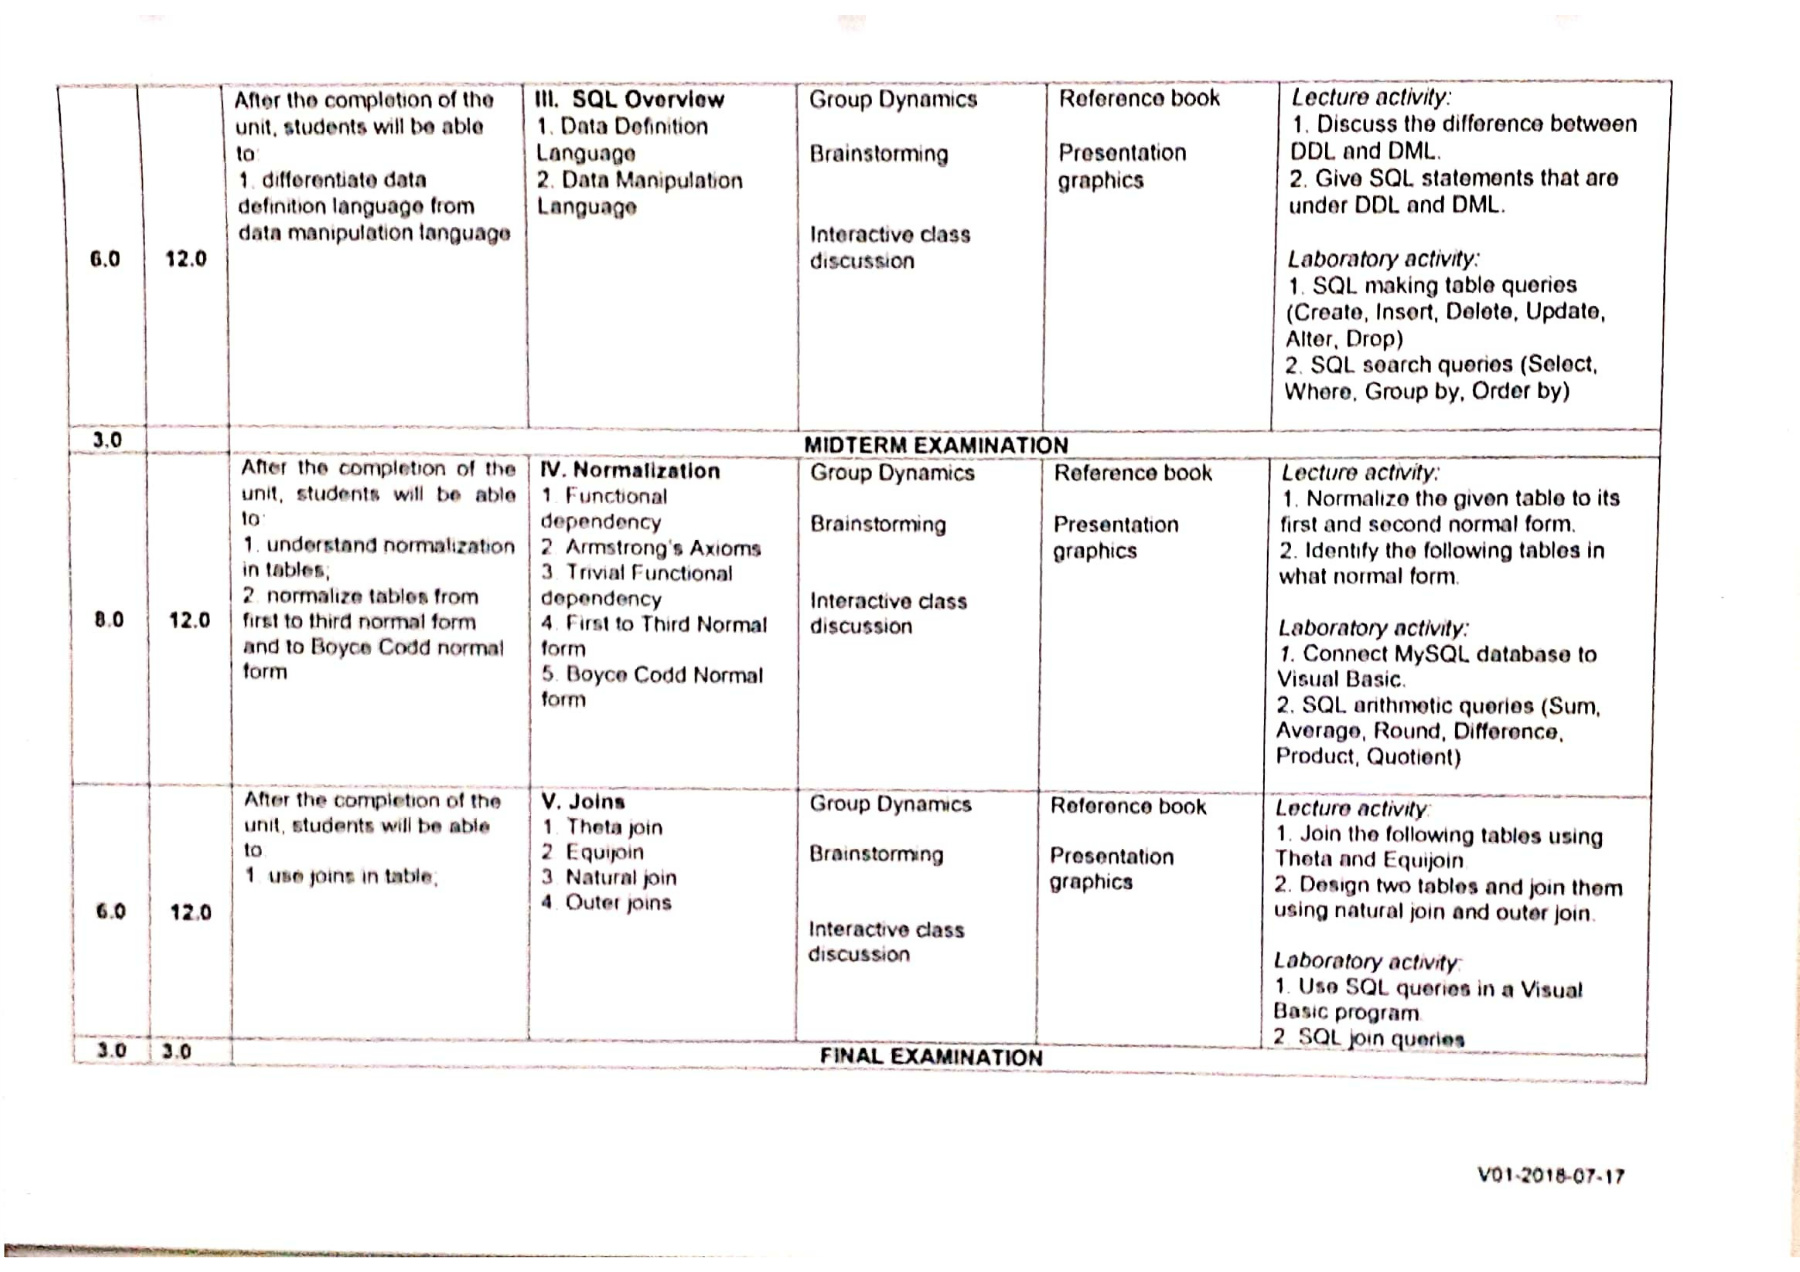 6.0
12.0
After the completion of the
unit, students will be able
to:
1. differentiate data
definition language from
data manipulation language
III. SQL Overview
1. Data Definition
Language
2. Data Manipulation
Language
Group Dynamics
Brainstorming
Interactive class
discussion
Reference book
Presentation
graphics
Lecture activity:
1. Discuss the difference between
DDL and DML.
2. Give SQL statements that are
under DDL and DML.
Laboratory activity:
1. SQL making table queries
(Create, Insert, Delete, Update,
Alter, Drop)
2. SQL search queries (Select,
Where, Group by, Order by)
3.0
MIDTERM EXAMINATION
8.0
12.0
After the completion of the
unit, students will be able
to:
1. understand normalization
in tables;
2. normalize tables from
first to third normal form
and to Boyce Codd normal
form
IV. Normalization
1. Functional
dependency
2. Armstrong's Axioms
3. Trivial Functional
dependency
4. First to Third Normal
form
5. Boyce Codd Normal
form
Group Dynamics
Brainstorming
Interactive class
discussion
Reference book
Presentation
graphics
Lecture activity:
1. Normalize the given table to its
first and second normal form.
2. Identify the following tables in
what normal form.
Laboratory activity:
1. Connect MySQL database to
Visual Basic.
2. SQL arithmetic queries (Sum,
Average, Round, Difference,
Product, Quotient)
6.0
12.0
After the completion of the
unit, students will be able
to
1. use joins in table;
V. Joins
1. Theta join
2. Equijoin
3. Natural join
4. Outer joins
Group Dynamics
Brainstorming
Interactive class
discussion
Reference book
Presentation
graphics
Lecture activity:
1. Join the following tables using
Theta and Equijoin
2. Design two tables and join them
using natural join and outer join.
Laboratory activity:
1. Use SQL queries in a Visual
Basic program
2. SQL join queries
3.0
3.0
FINAL EXAMINATION
V01-2018-07-17